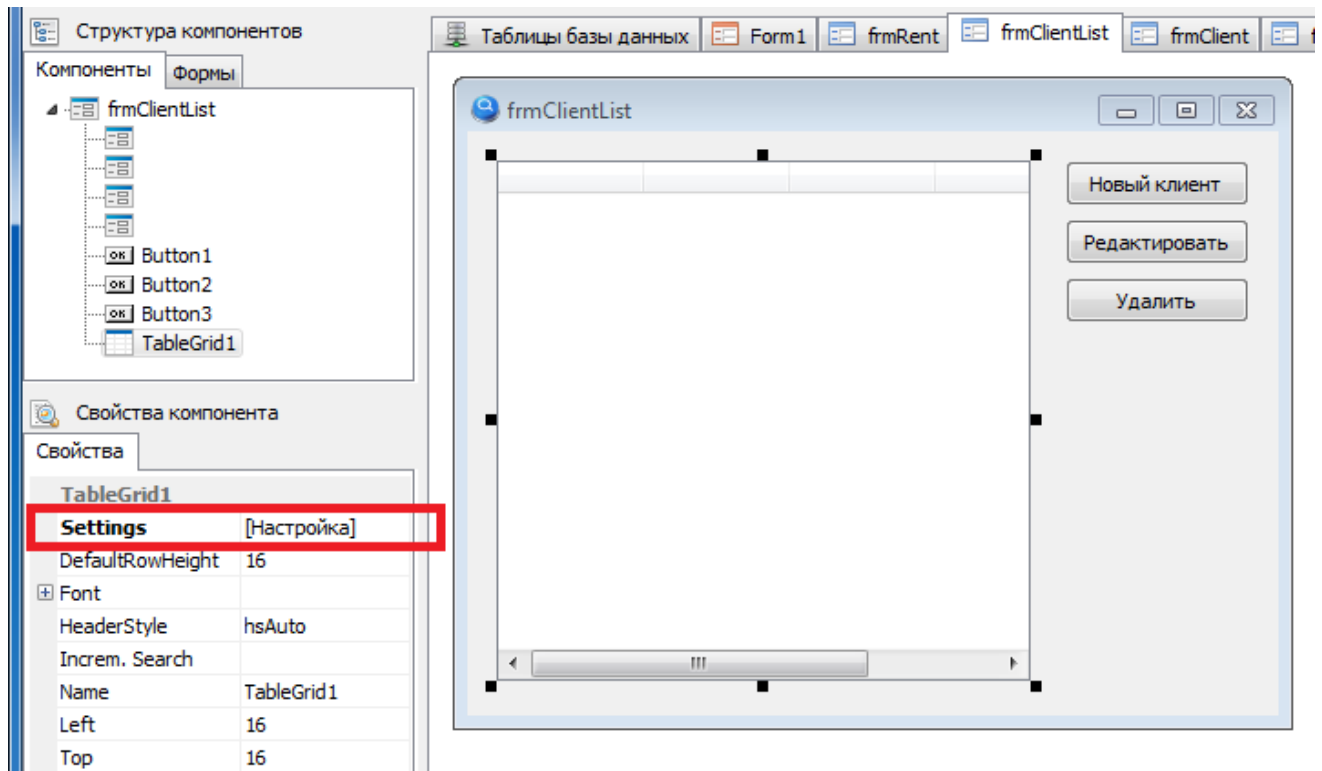 Структура компонентов
Компоненты Формы
frmClientList
Button1
Button2
Button3
TableGrid1
Свойства компонента
Свойства
TableGrid1
Settings [Настройка]
DefaultRowHeight 16
Font
HeaderStyle hsAuto
Increm. Search
Name TableGrid1
Left 16
Top 16
Таблицы базы данных Form1 frmRent frmClientList frmClient
frmClientList
Новый клиент
Редактировать
Удалить